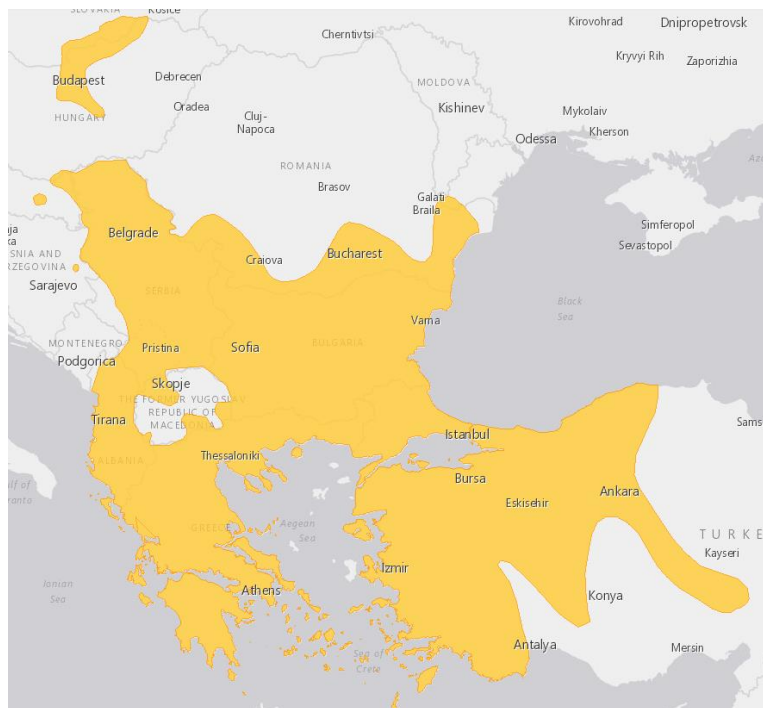 SLOVAKIA
Kosice
Kirovohrad
Dnipropetrovsk
Cherntivtsi
Kryvyi Rih
Zaporizhia
Budapest
Debrecen
MOLDOVA
Oradea
Kishinev
HUNGARY
Cluj-
Napoca
Mykolaiv
Kherson
Odessa
ROMANIA
Brasov
Galati
Braila
Simferopol
Sevastopol
Belgrade
Craiova
Bucharest
SNIA AND
RZEGOVINA
Sarajevo
SERBIA
Black
Sea
Varna
MONTENEGRO
Pristina
Sofia
BULGARIA
Podgorica
Skopje
THE FORMER YUGOSLAV
REPUBLIC OF
MACEDONIA
Tirana
Istanbul
Sams
Thessaloniki
ALBANIA
Bursa
Ankara
Eskisehir
GREECE
Aegean
Sea
TURKE
Kayseri
Izmir
Ionian
Sea
Athens
Konya
Antalya
Mersin
Sea of
Crete